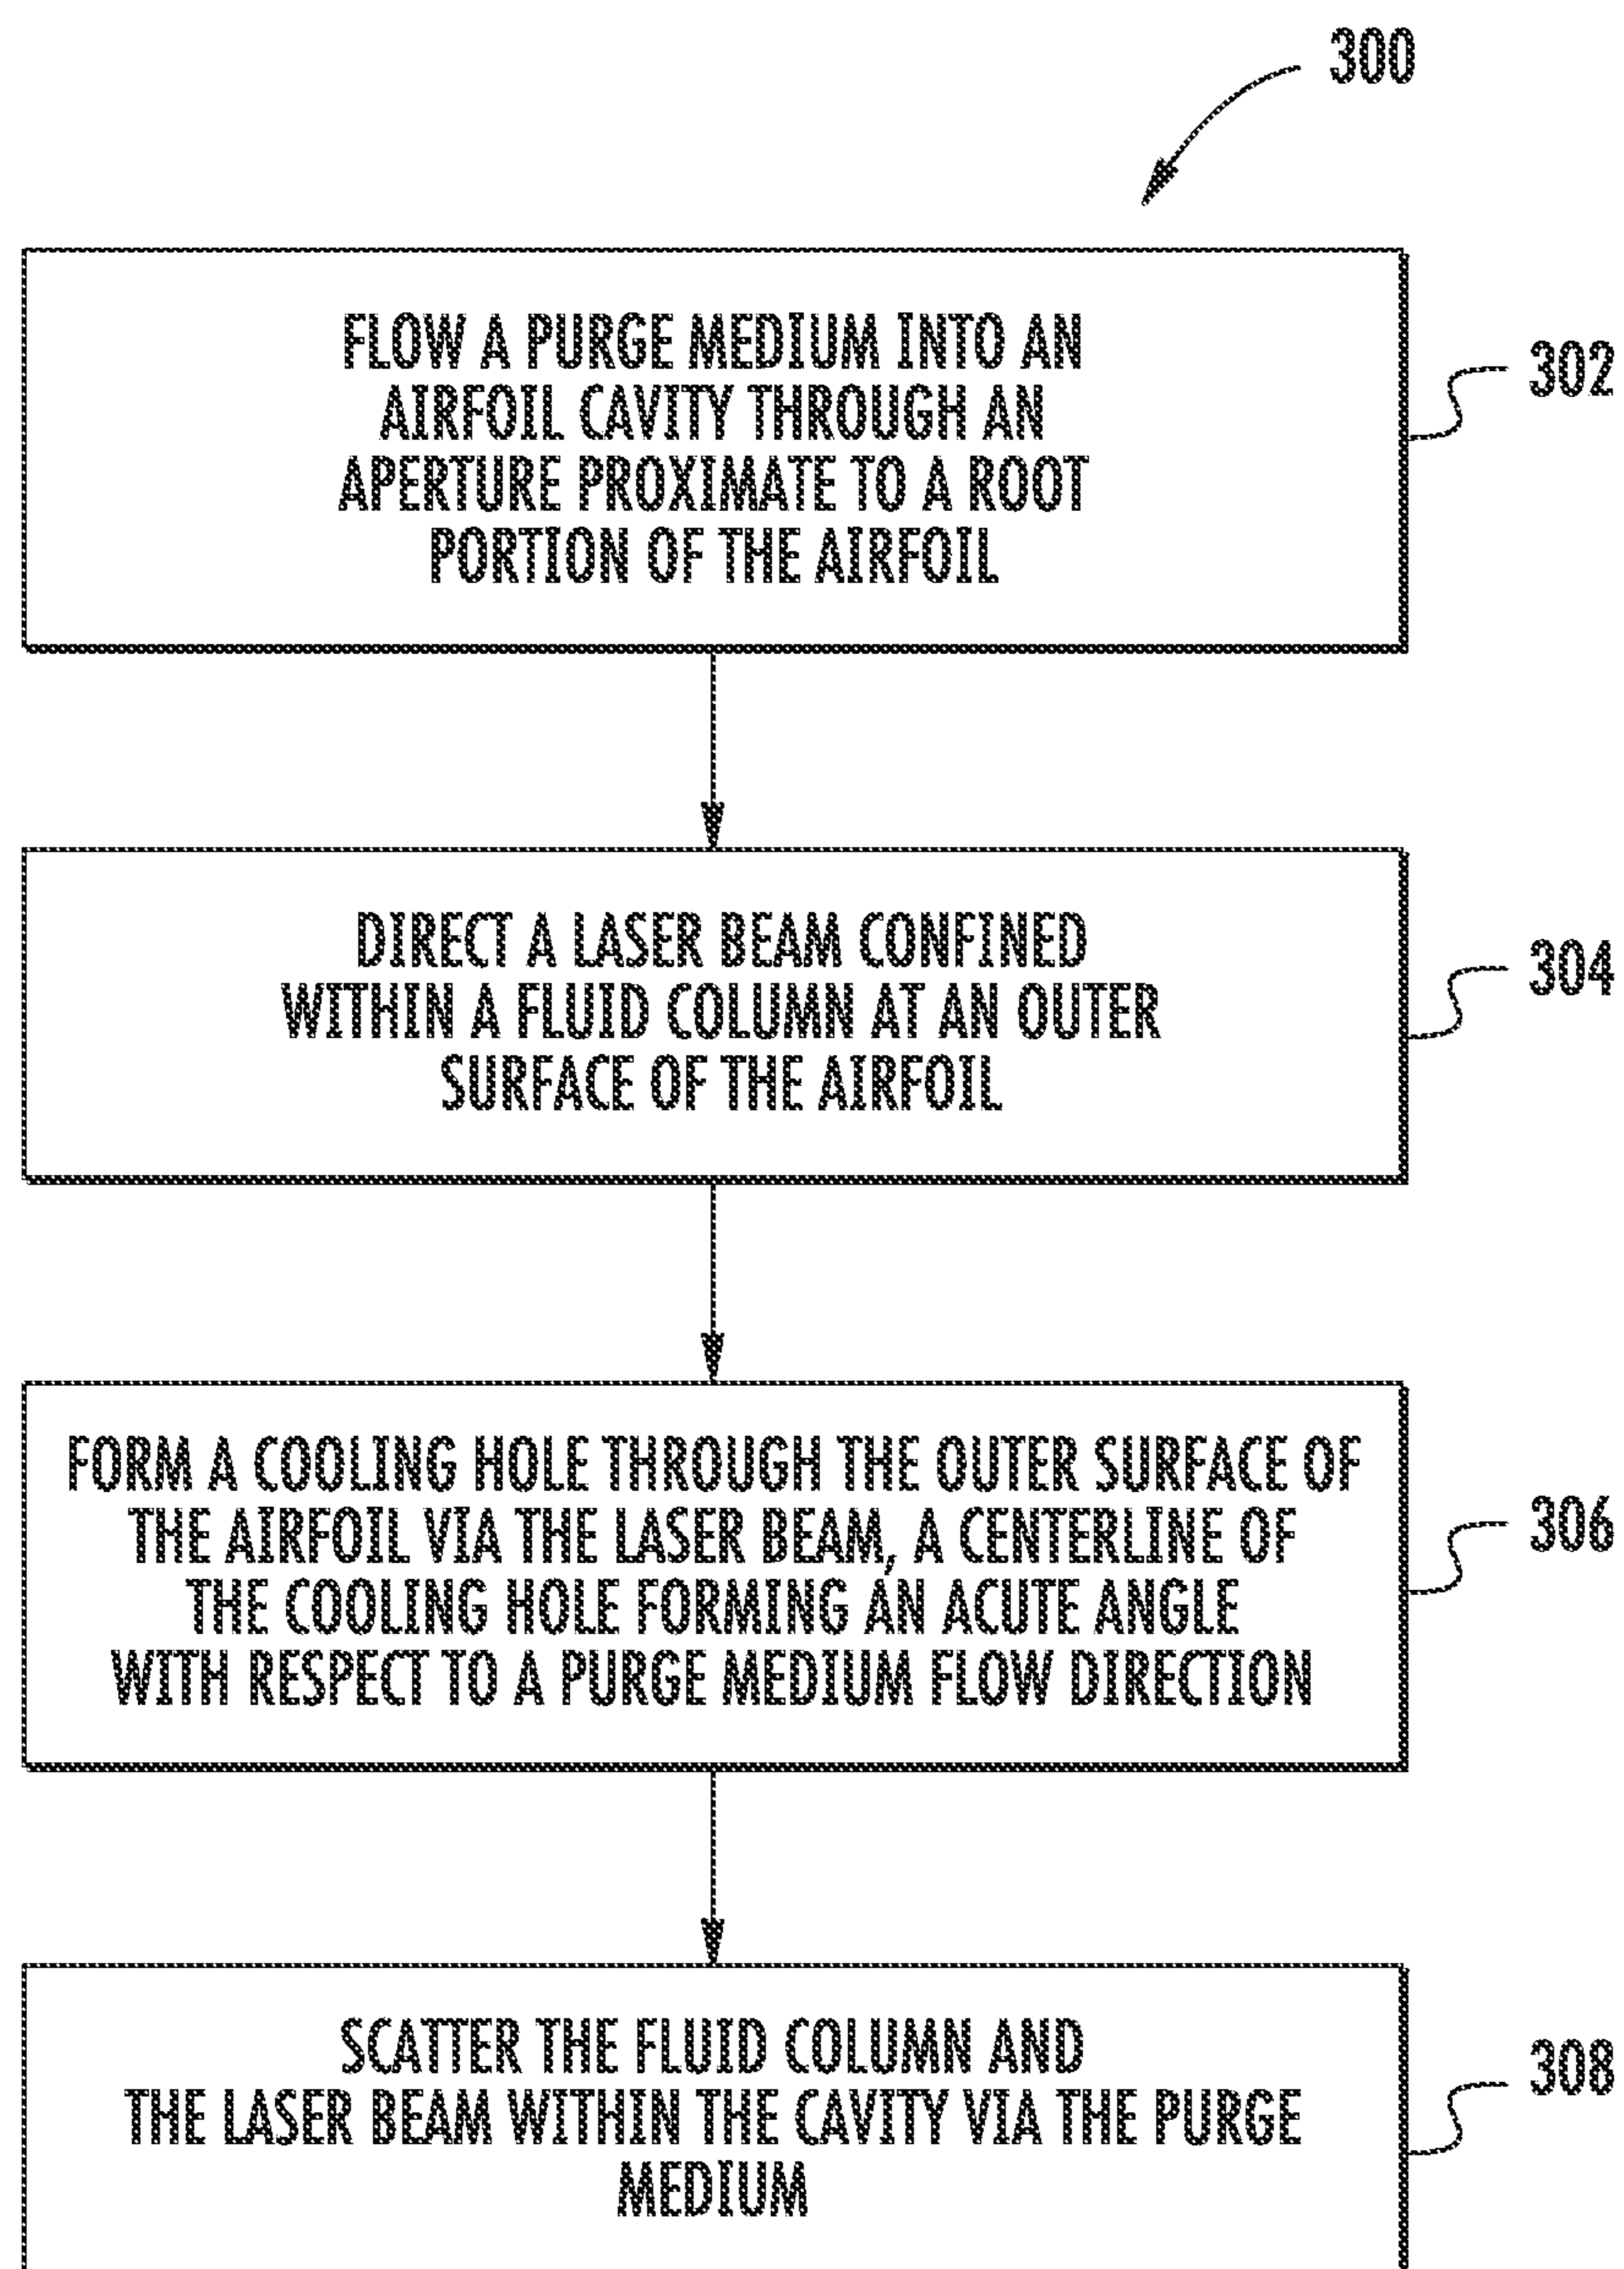 300
FLOW A PURGE MEDIUM INTO AN
AIRFOIL CAVITY THROUGH AN
APERTURE PROXIMATE TO A ROOT
PORTION OF THE AIRFOIL
302
DIRECT A LASER BEAM CONFINED
WITHIN A FLUID COLUMN AT AN OUTER
SURFACE OF THE AIRFOIL
304
FORM A COOLING HOLE THROUGH THE OUTER SURFACE OF
THE AIRFOIL VIA THE LASER BEAM, A CENTERLINE OF
THE COOLING HOLE FORMING AN ACUTE ANGLE
WITH RESPECT TO A PURGE MEDIUM FLOW DIRECTION
306
SCATTER THE FLUID COLUMN AND
THE LASER BEAM WITHIN THE CAVITY VIA THE PURGE
MEDIUM
308